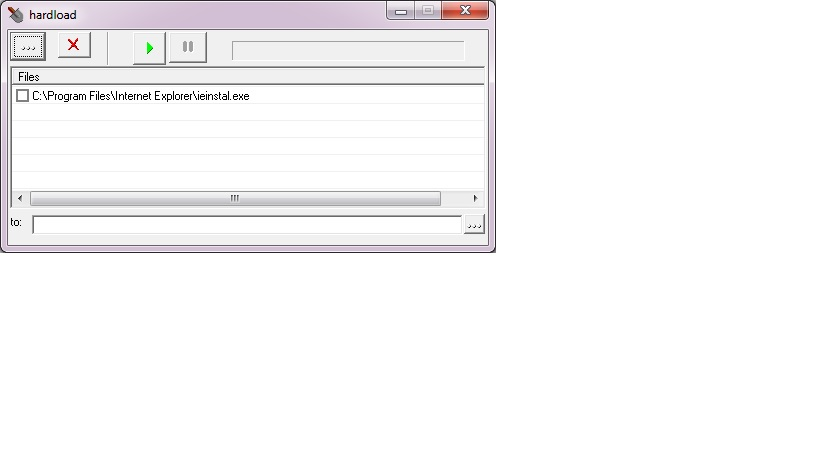 hardload
...
Files
C:\Program Files\Internet Explorer\ieinstal.exe
to:
...